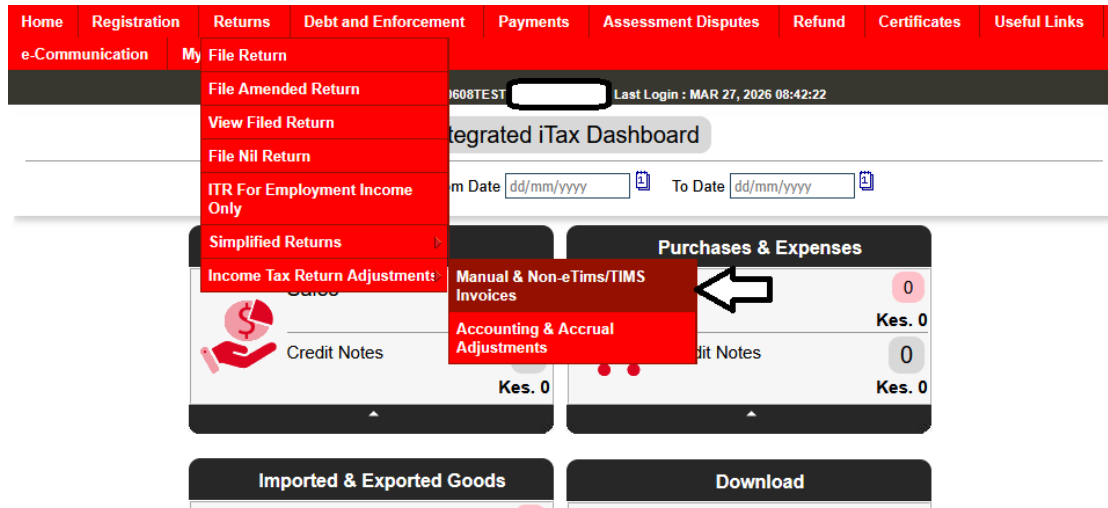 Home Registration Returns Debt and Enforcement Payments Assessment Disputes Refund Certificates Useful Links
e-Communication My
File Return
File Amended Return
0608TEST Last Login : MAR 27, 2026 08:42:22
View Filed Return
tegrated iTax Dashboard
File Nil Return
ITR For Employment Income
Only
m Date dd/mm/yyyy 1 To Date dd/mm/yyyy 1
Simplified Returns
Purchases & Expenses
Income Tax Return Adjustments
Manual & Non-eTims/TIMS
Invoices
0
Kes. 0
Accounting & Accrual
Adjustments
Credit Notes
dit Notes 0
Kes. 0
Kes. 0
Imported & Exported Goods
Download